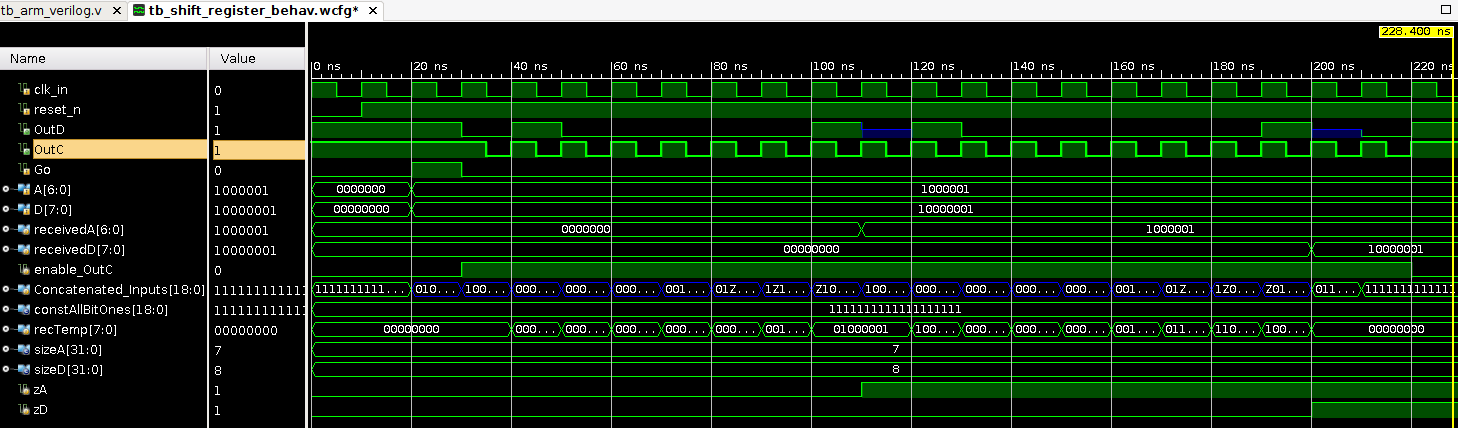 tb_arm_verilog.v × tb_shift_register_behav.wcfg* ×
228.400 ns
Name Value
0 ns 20 ns 40 ns 60 ns 80 ns 100 ns 120 ns 140 ns 160 ns 180 ns 200 ns 220 ns
clk_in 0
reset_n 1
OutD 1
OutC 1
Go 0
A[6:0] 1000001 0000000 1000001
D[7:0] 10000001 00000000 10000001
receivedA[6:0] 1000001 0000000 1000001
receivedD[7:0] 10000001 00000000 10000001
enable_OutC 0
Concatenated_Inputs[18:0] 111111111111 1111111111... 010... 100... 000... 000... 000... 001... 01Z... 1Z1... Z10... 100... 000... 000... 000... 000... 001... 01Z... 1Z0... Z01... 011... 1111111111111
constAllBitOnes[18:0] 111111111111 1111111111111111111
recTemp[7:0] 00000000 00000000 000... 000... 000... 000... 000... 001... 01000001 100... 000... 000... 000... 001... 011... 110... 100... 00000000
sizeA[31:0] 7 7
sizeD[31:0] 8 8
zA 1
zD 1